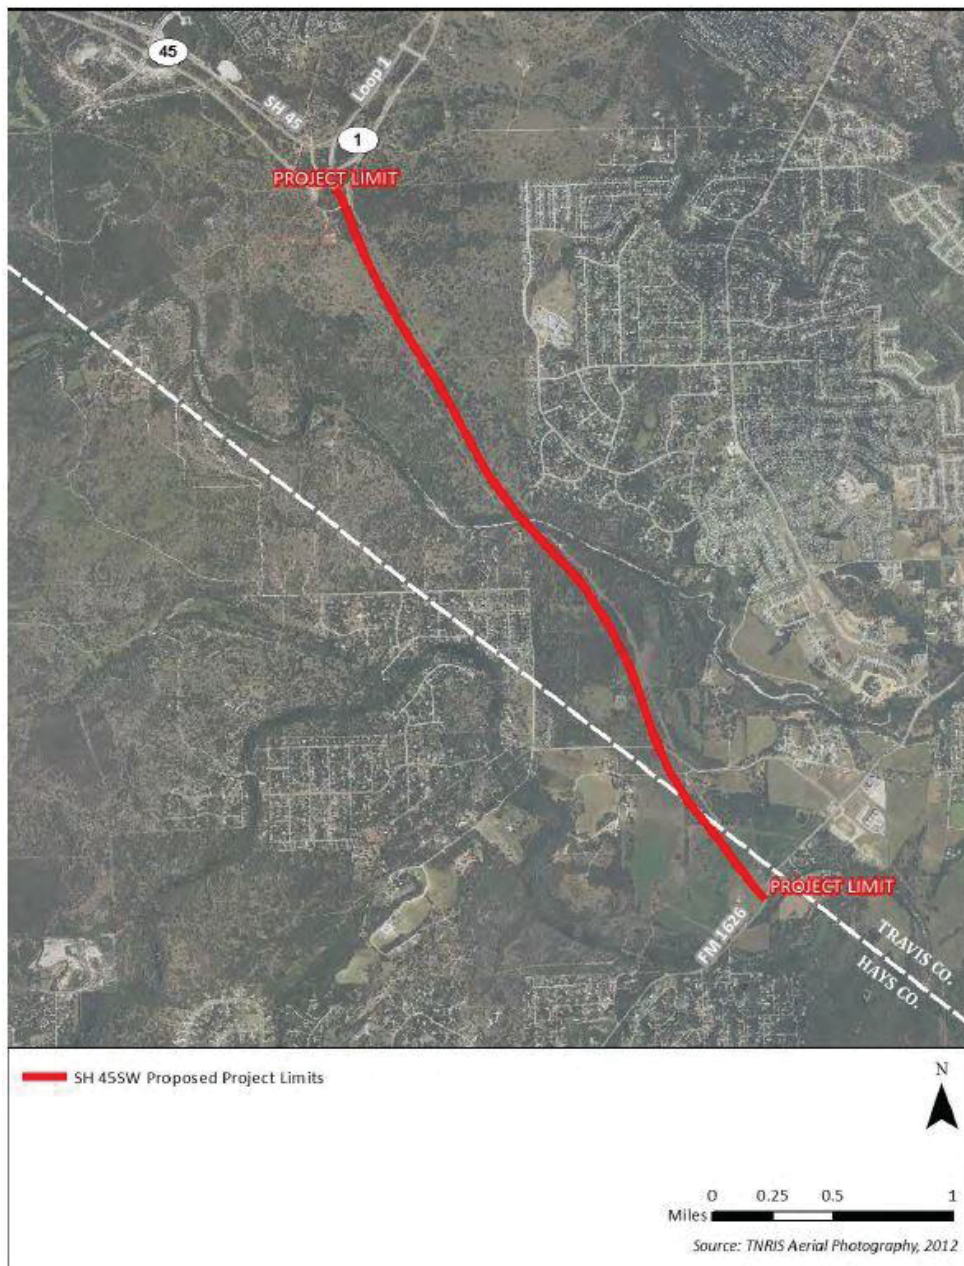 45
SH 45
Loop 1
1
PROJECT LIMIT
PROJECT LIMIT
FM 1626
TRAVIS CO.
HAYS CO.
SH 45SW Proposed Project Limits
N
0 0.25 0.5 1
Miles
Source: TNRIS Aerial Photography, 2012